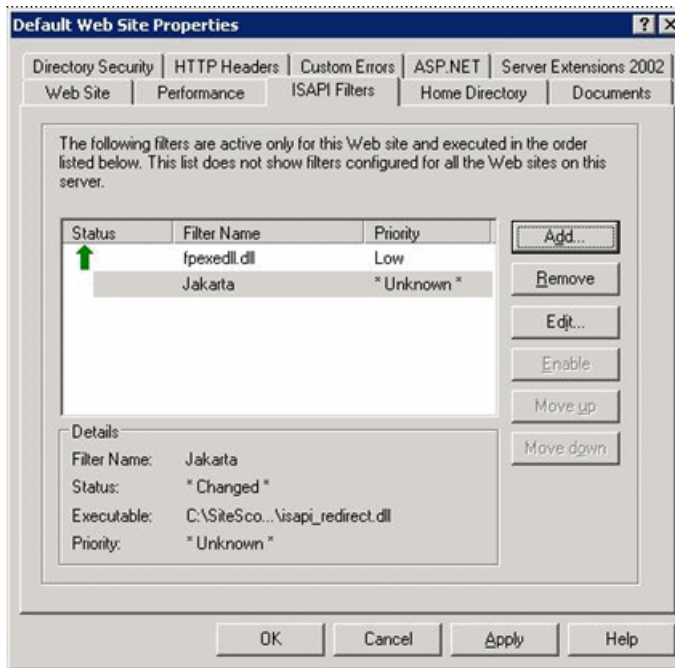 Default Web Site Properties
? X
Directory Security HTTP Headers Custom Errors ASP.NET Server Extensions 2002
Web Site Performance ISAPI Filters Home Directory Documents
The following filters are active only for this Web site and executed in the order
listed below. This list does not show filters configured for all the Web sites on this
server.
Status Filter Name Priority
fpexedll.dll Low
Jakarta * Unknown *
Add...
Remove
Edit...
Enable
Move up
Move down
Details
Filter Name: Jakarta
Status: * Changed *
Executable: C:\SiteSco...\isapi_redirect.dll
Priority: * Unknown *
OK Cancel Apply Help